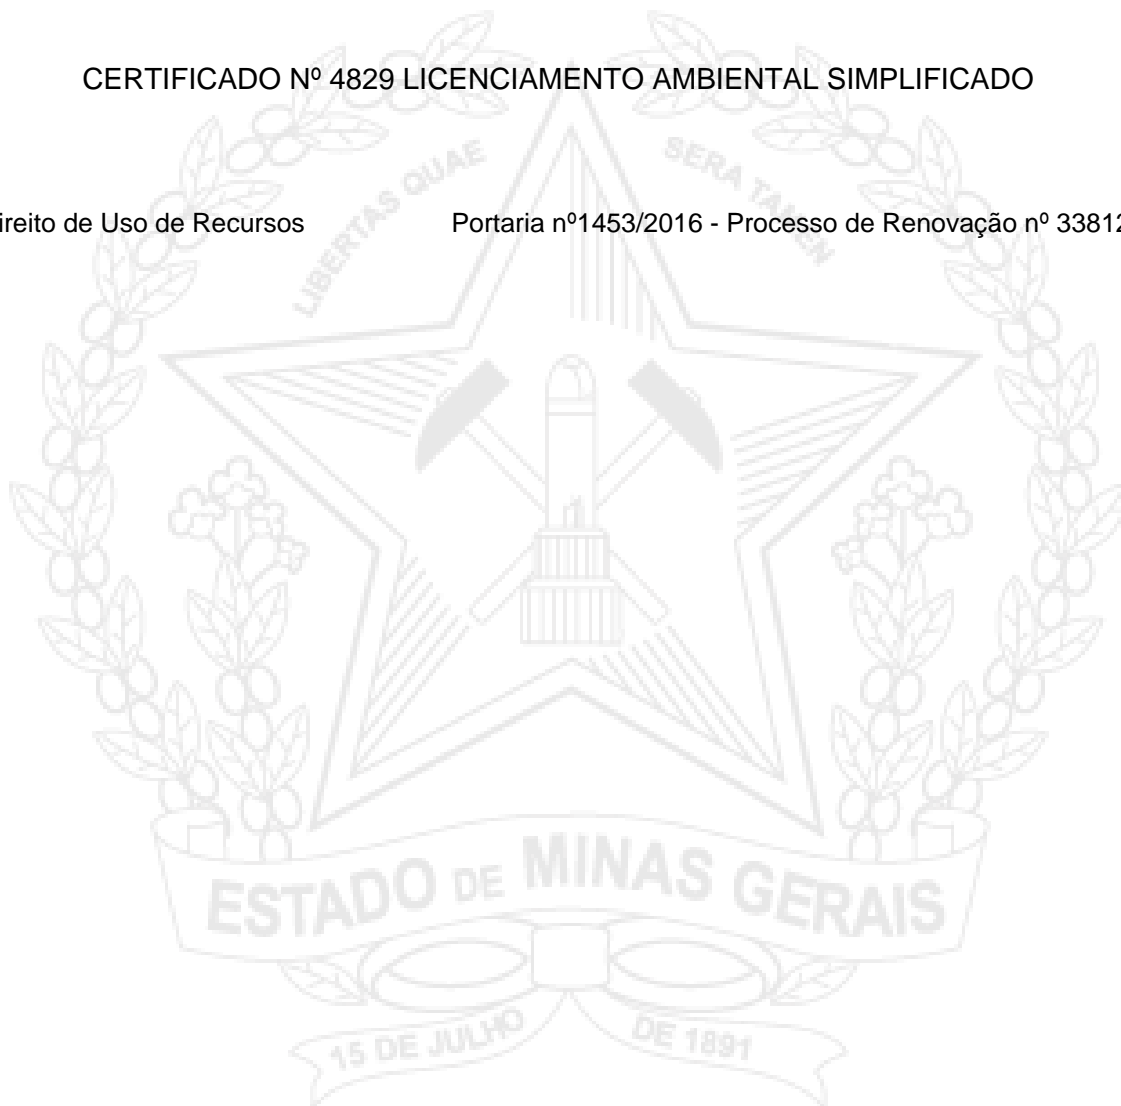 CERTIFICADO Nº 4829 LICENCIAMENTO AMBIENTAL SIMPLIFICADO
LIBERTAS QUAE SERA TAMEN
ireito de Uso de Recursos Portaria nº1453/2016 - Processo de Renovação nº 33812
ESTADO DE MINAS GERAIS
15 DE JULHO DE 1891